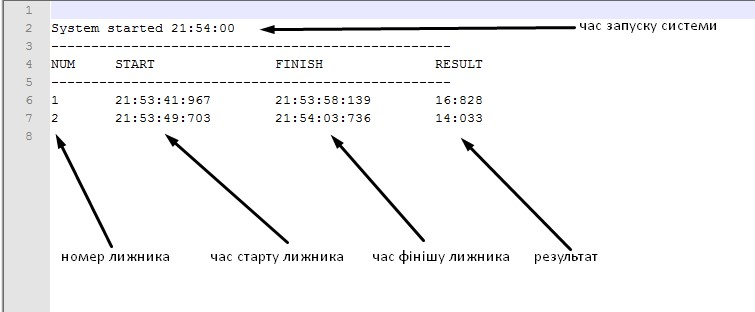 1
2 System started 21:54:00 час запуску системи
3 --------------------------------------------------
4 NUM START FINISH RESULT
5 --------------------------------------------------
6 1 21:53:41:967 21:53:58:139 16:828
7 2 21:53:49:703 21:54:03:736 14:033
8
номер лижника час старту лижника час фінішу лижника результат